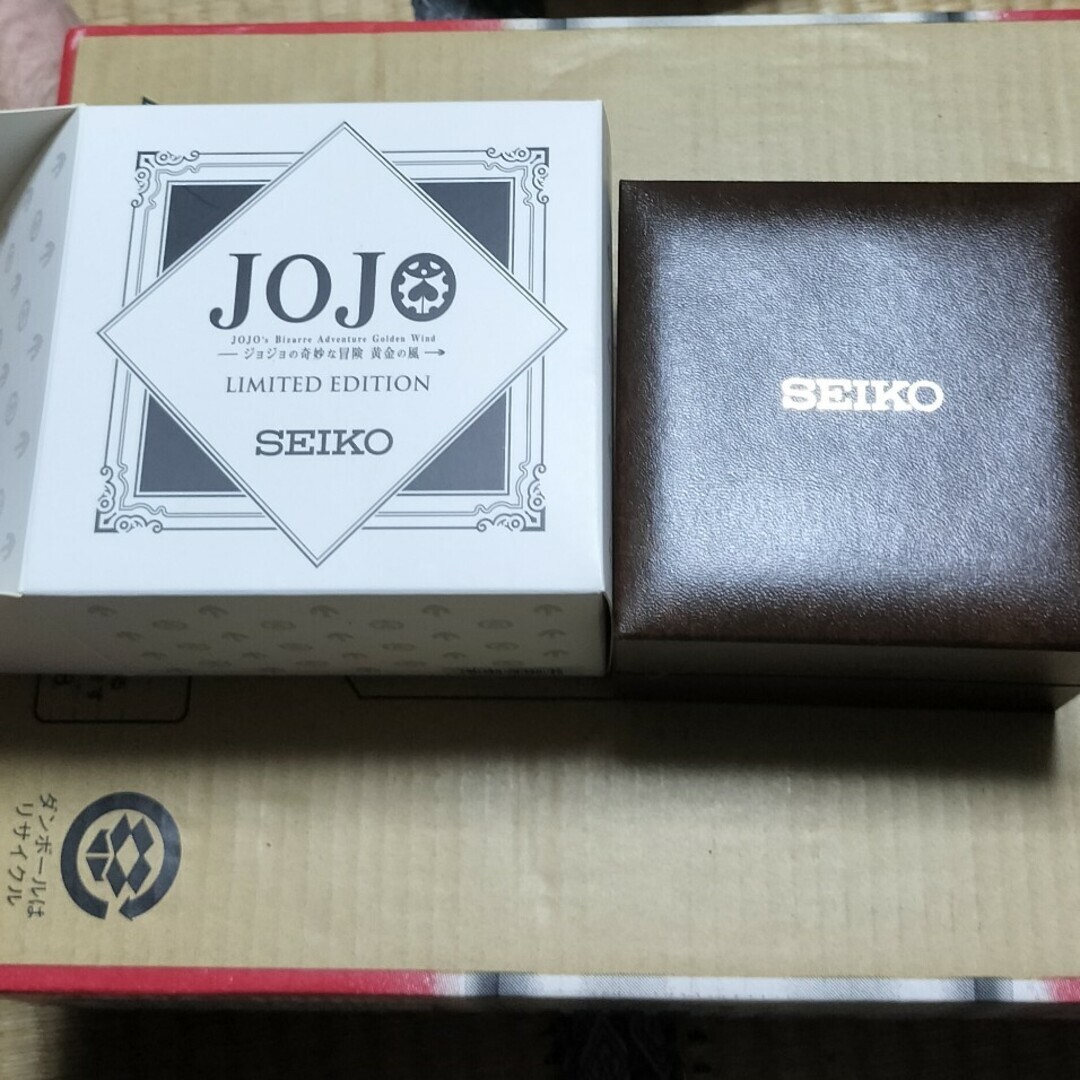 JOJO
JOJO's Bizarre Adventure Golden Wind
ジョジョの奇妙な冒険 黄金の風
LIMITED EDITION
SEIKO
SEIKO
ダンボールは
リサイクル